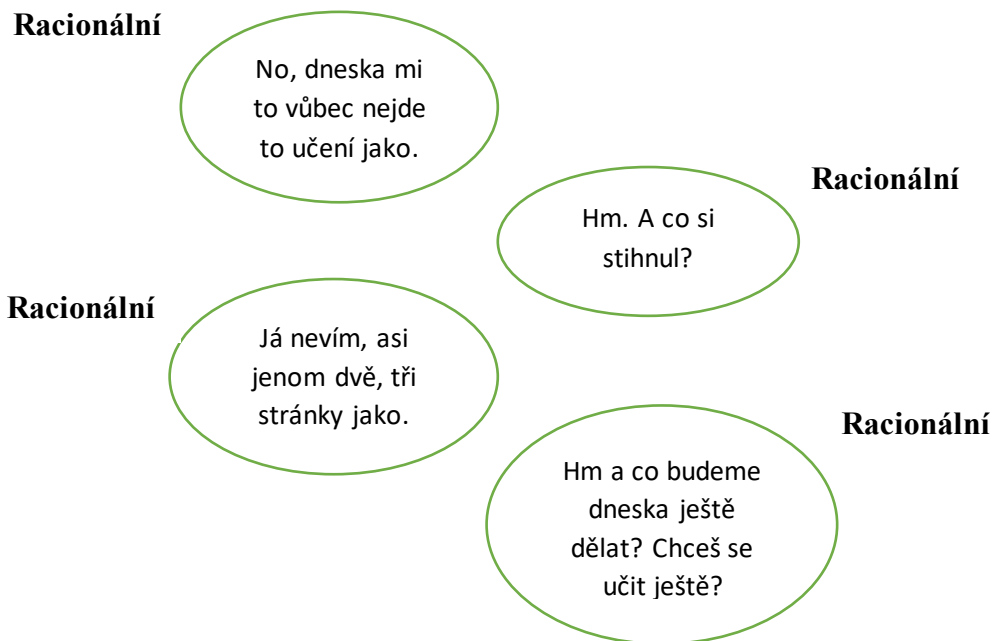 Racionální
No, dneska mi
to vůbec nejde
to učení jako.
Racionální
Hm. A co si
stihnul?
Racionální
Já nevím, asi
jenom dvě, tři
stránky jako.
Racionální
Hm a co budeme
dneska ještě
dělat? Chceš se
učit ještě?